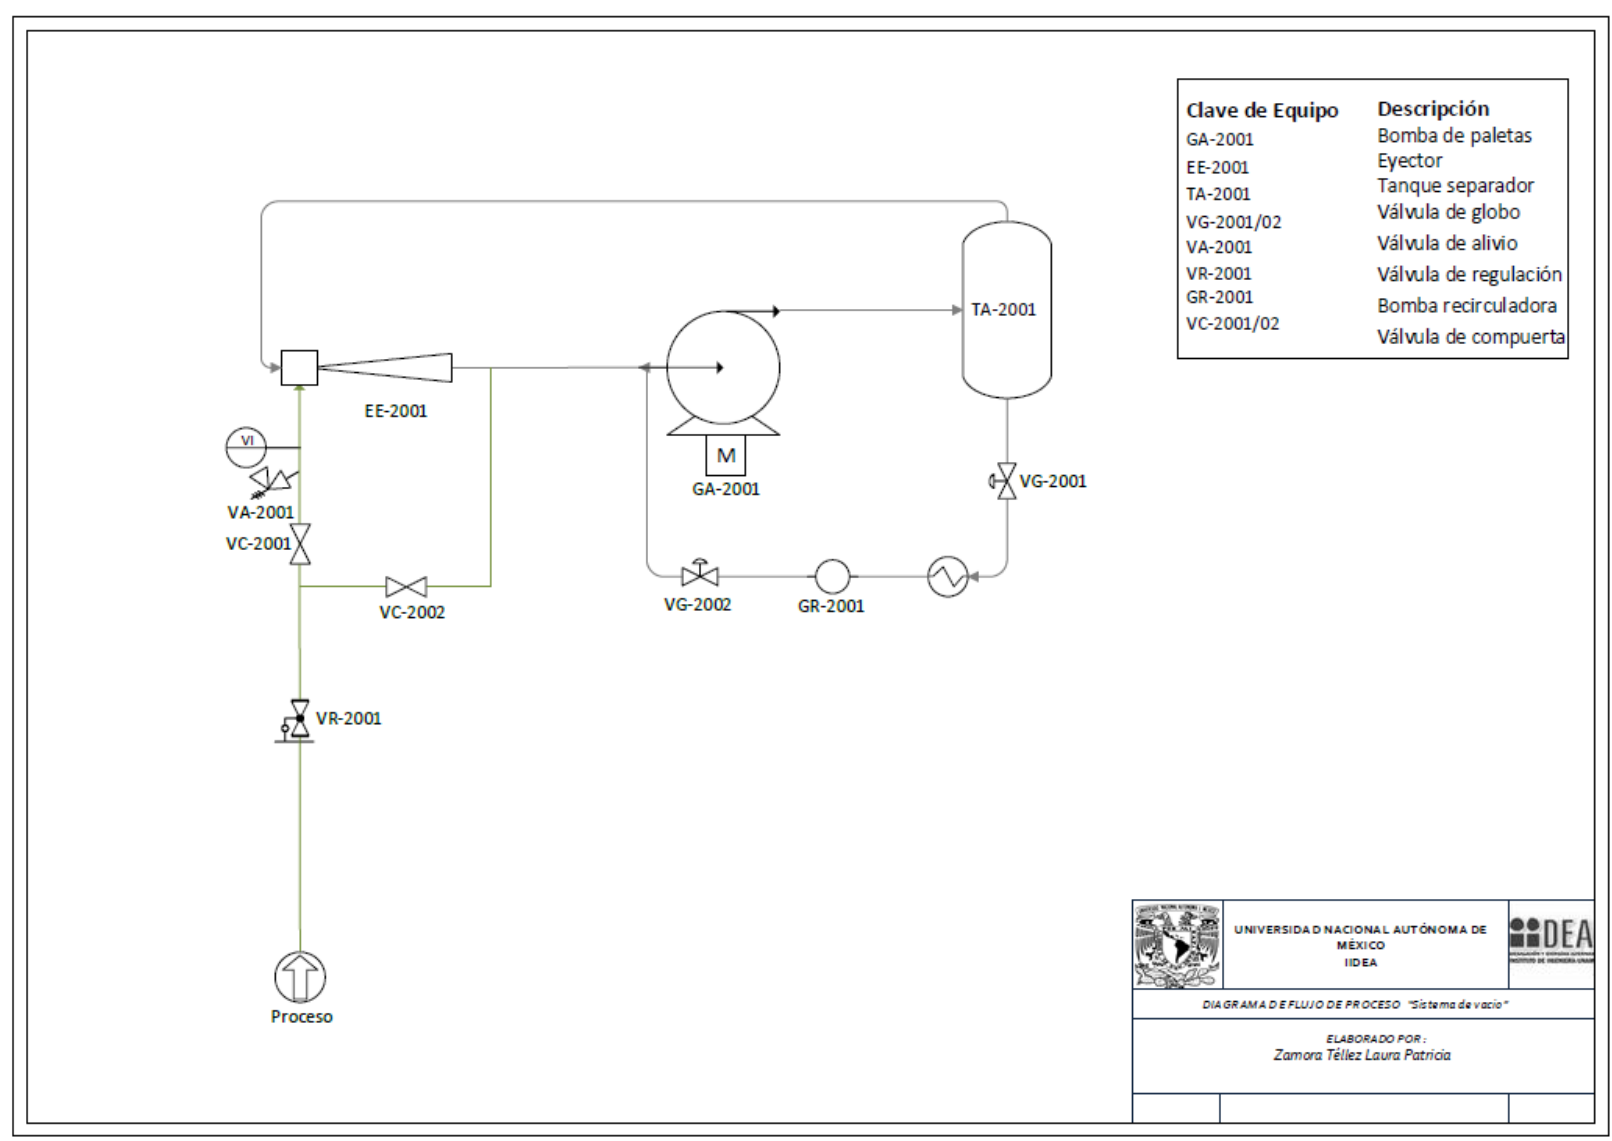 Clave de Equipo
Descripción
GA-2001
Bomba de paletas
EE-2001
Eyector
TA-2001
Tanque separador
VG-2001/02
Válvula de globo
VA-2001
Válvula de alivio
VR-2001
Válvula de regulación
GR-2001
Bomba recirculadora
VC-2001/02
Válvula de compuerta
TA-2001
EE-2001
VI
M
GA-2001
VG-2001
VA-2001
VC-2001
VC-2002
VG-2002
GR-2001
VR-2001
Proceso
UNIVERSIDAD NACIONAL AUTÓNOMA DE
MÉXICO
IIDEA
IIDEA
DIAGRAMA DE FLUJO DE PROCESO "Sistema de vacio"
ELABORADO POR :
Zamora Téllez Laura Patricia